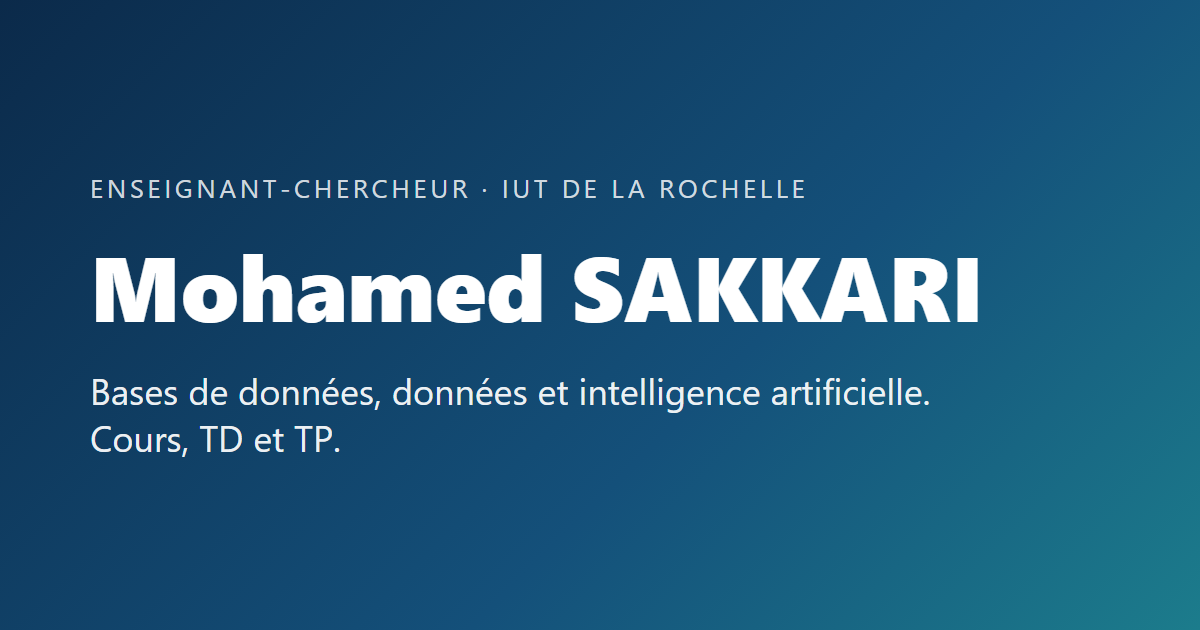 ENSEIGNANT-CHERCHEUR · IUT DE LA ROCHELLE
Mohamed SAKKARI
Bases de données, données et intelligence artificielle.
Cours, TD et TP.